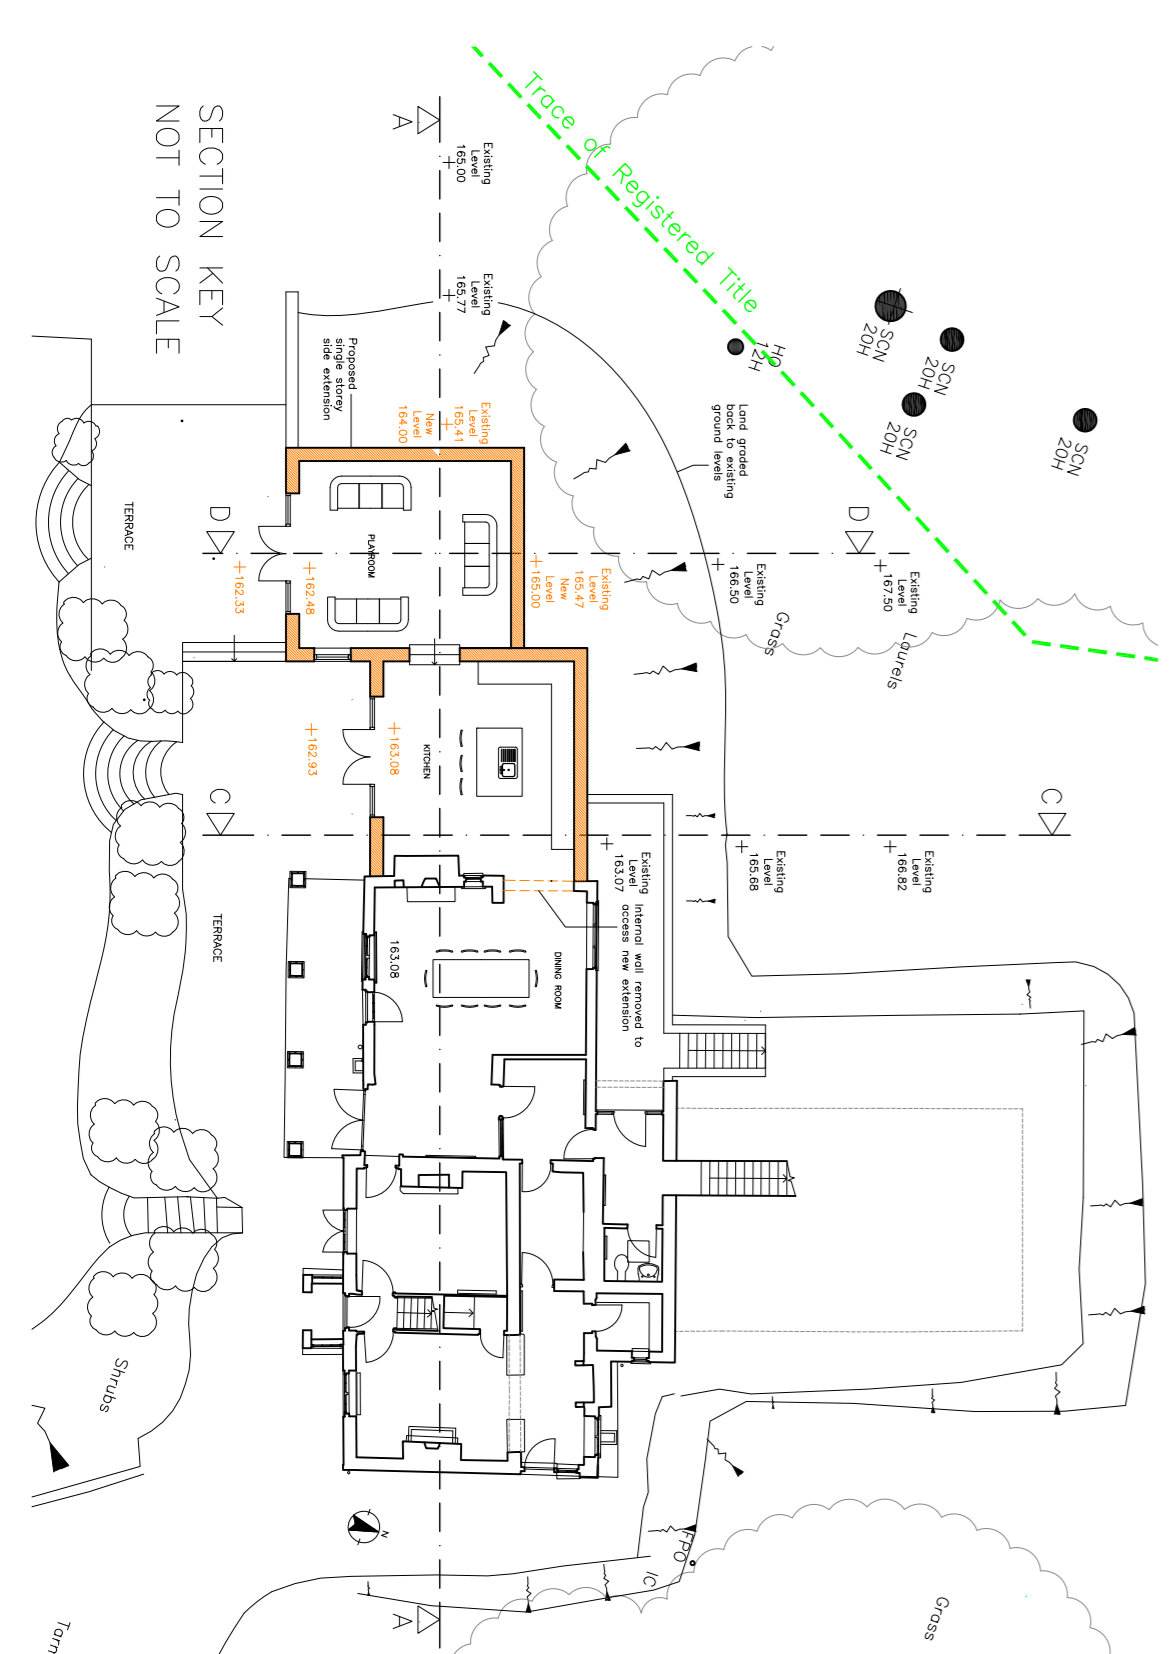 SECTION KEY
NOT TO SCALE
A
Existing
Level
165.00
Existing
Level
165.77
Trace of Registered Title
HO
12H
SCN
20H
SCN
20H
SCN
20H
SCN
20H
Proposed
single storey
side extension
Existing
Level
165.41
New
Level
164.00
Land graded
back to existing
ground levels
D
D
TERRACE
PLAYROOM
162.33
162.48
Existing
Level
165.47
New
Level
165.00
Existing
Level
166.50
Existing
Level
167.50
Grass
Laurels
162.93
163.08
KITCHEN
C
C
Existing
Level
163.07
Existing
Level
165.68
Existing
Level
166.82
TERRACE
163.08
DINING ROOM
Internal wall removed to
access new extension
Shrubs
N
FPO
IC
A
Grass
Tarn